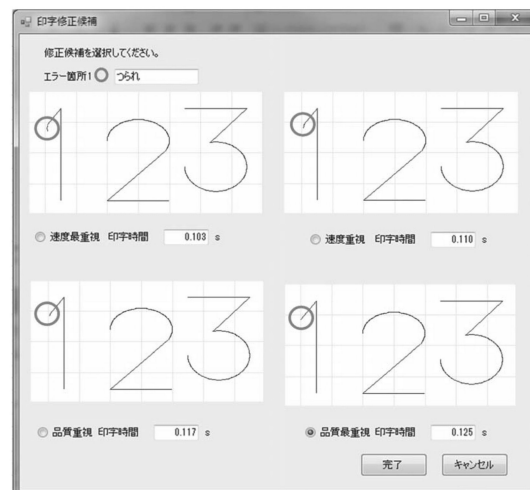 印字修正候補
修正候補を選択してください。
エラー箇所1 つられ
123 123
速度最重視 印字時間 0.103 s 速度重視 印字時間 0.110 s
123 123
品質重視 印字時間 0.117 s 品質最重視 印字時間 0.125 s
完了 キャンセル